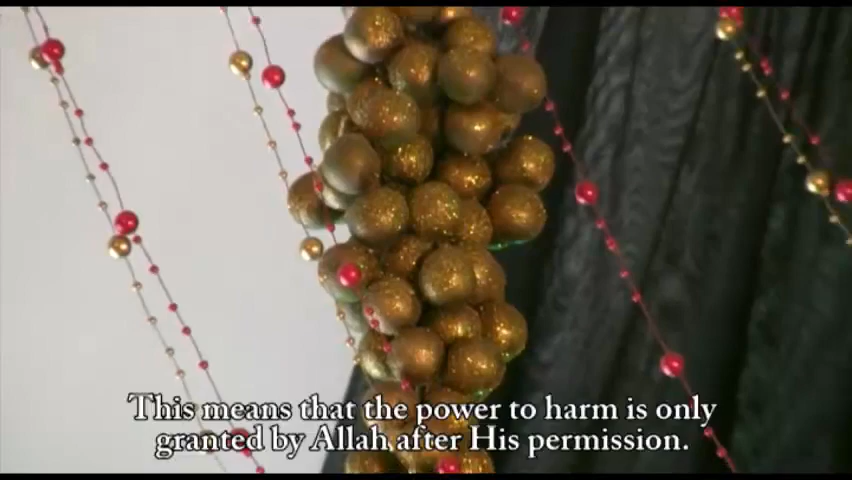 This means that the power to harm is only
granted by Allah after His permission.